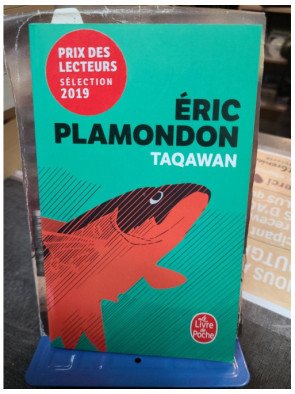 PRIX DES
LECTEURS
SÉLECTION
2019
ÉRIC
PLAMONDON
TAQAWAN
Le
Livre
de
Poche